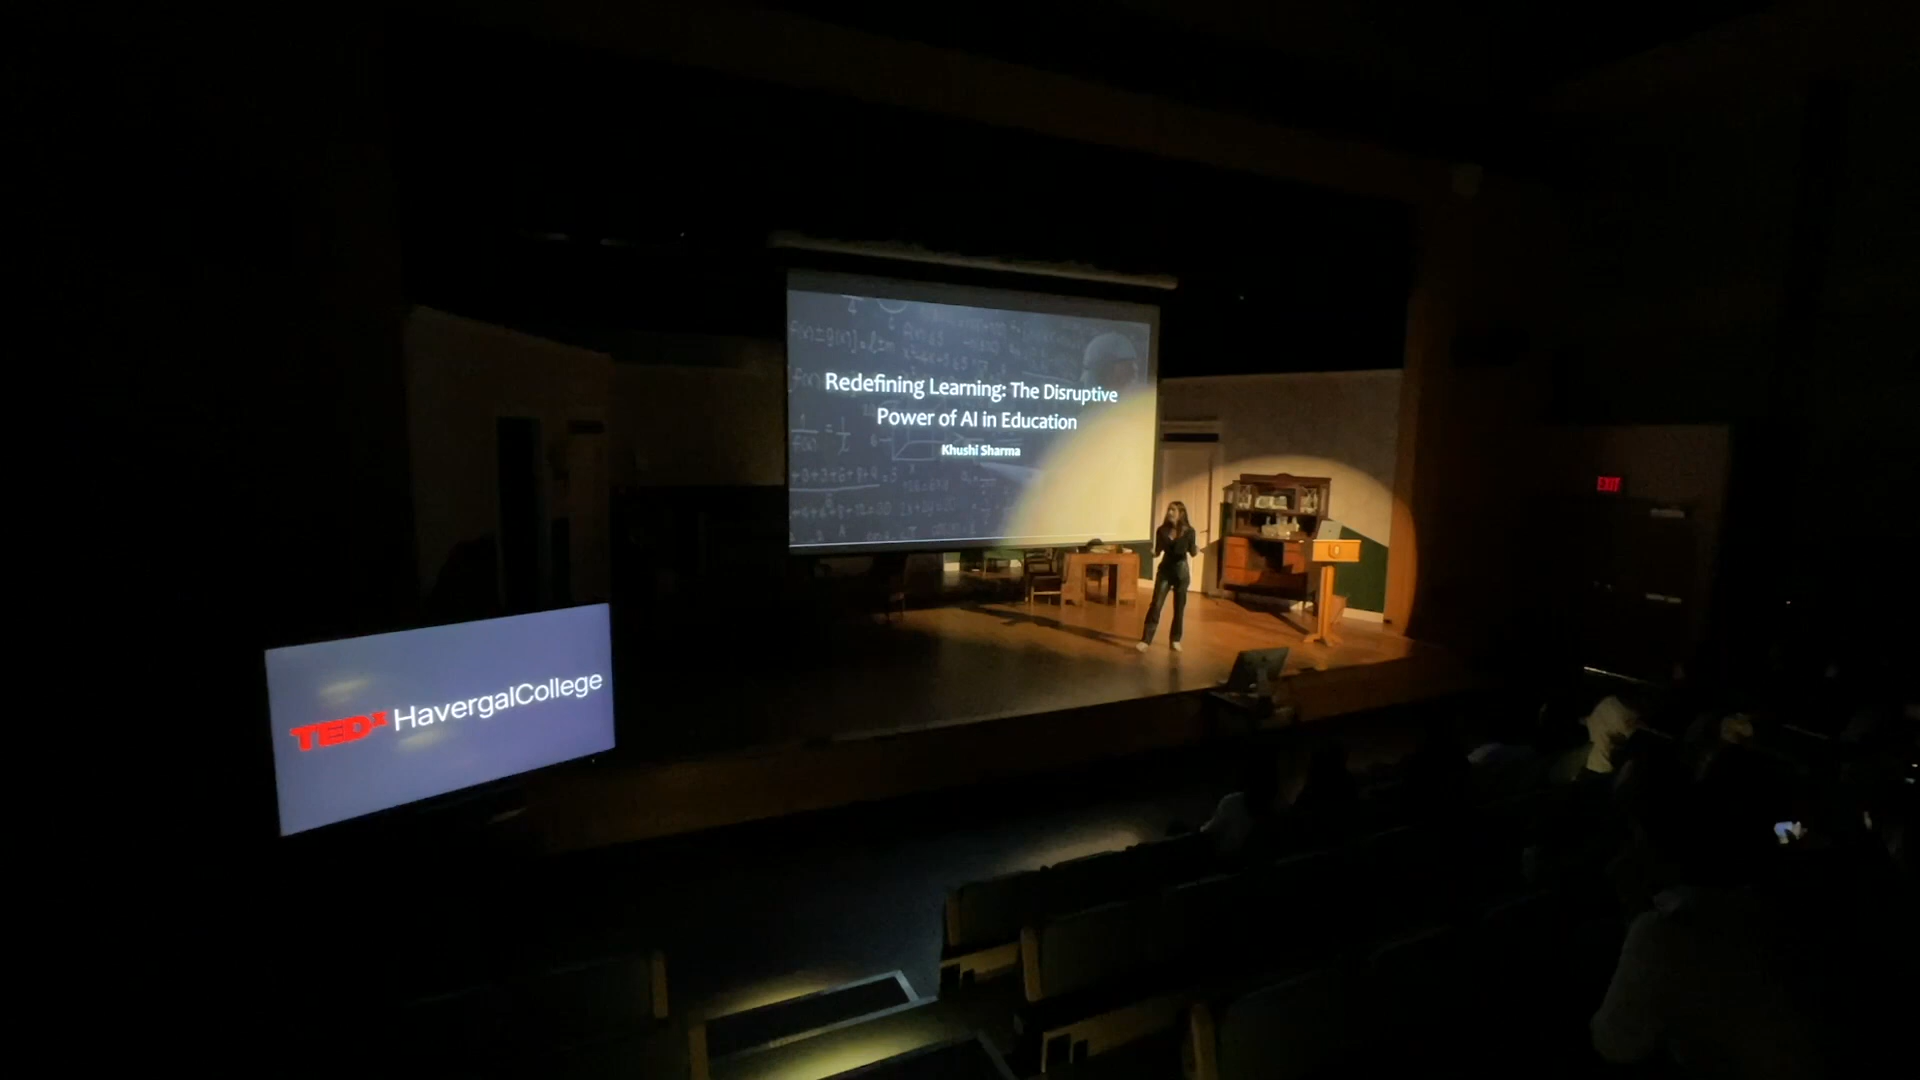 Redefining Learning: The Disruptive
Power of AI in Education
Khushi Sharma
EXIT
TEDx HavergalCollege